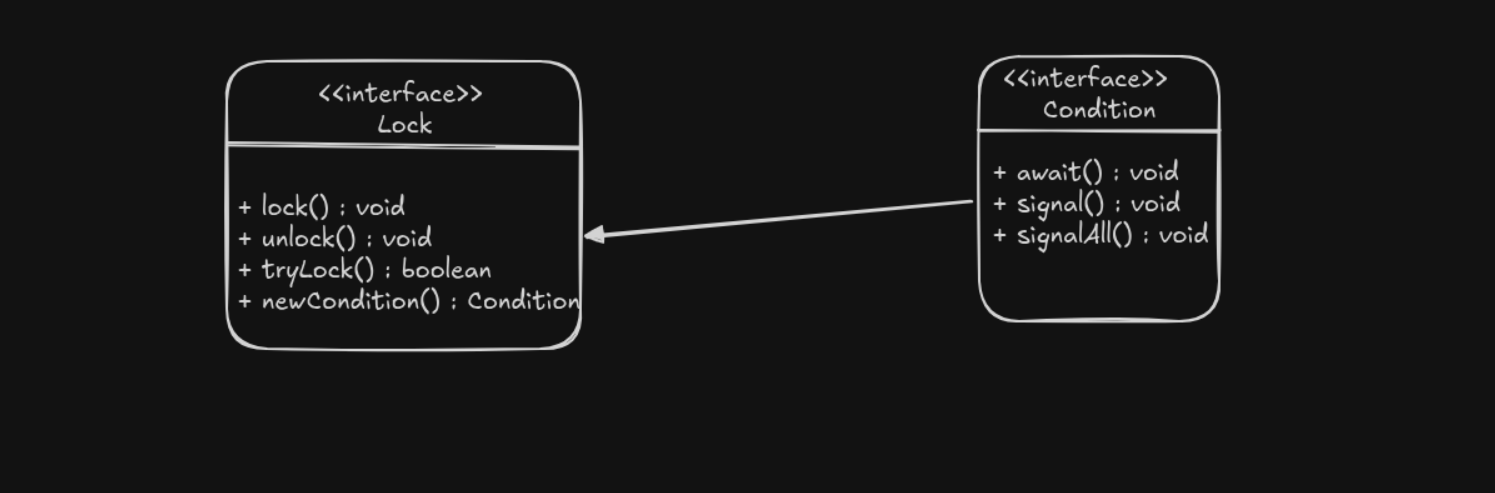 <<interface>>
Lock
+ lock() : void
+ unlock() : void
+ tryLock() : boolean
+ newCondition() : Condition
<<interface>>
Condition
+ await() : void
+ signal() : void
+ signalAll() : void